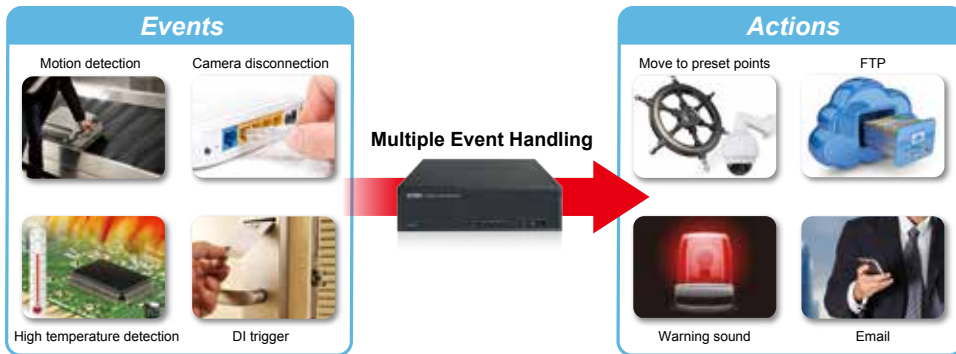 Events
Motion detection
Camera disconnection
High temperature detection
DI trigger
Multiple Event Handling
Actions
Move to preset points
FTP
Warning sound
Email